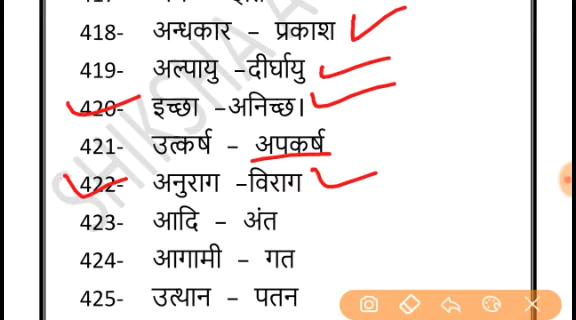 418- अन्धकार – प्रकाश
419- अल्पायु –दीर्घायु
420- इच्छा –अनिच्छा
421- उत्कर्ष – अपकर्ष
422- अनुराग –विराग
423- आदि – अंत
424- आगामी – गत
425- उत्थान – पतन
SHIKSHA A